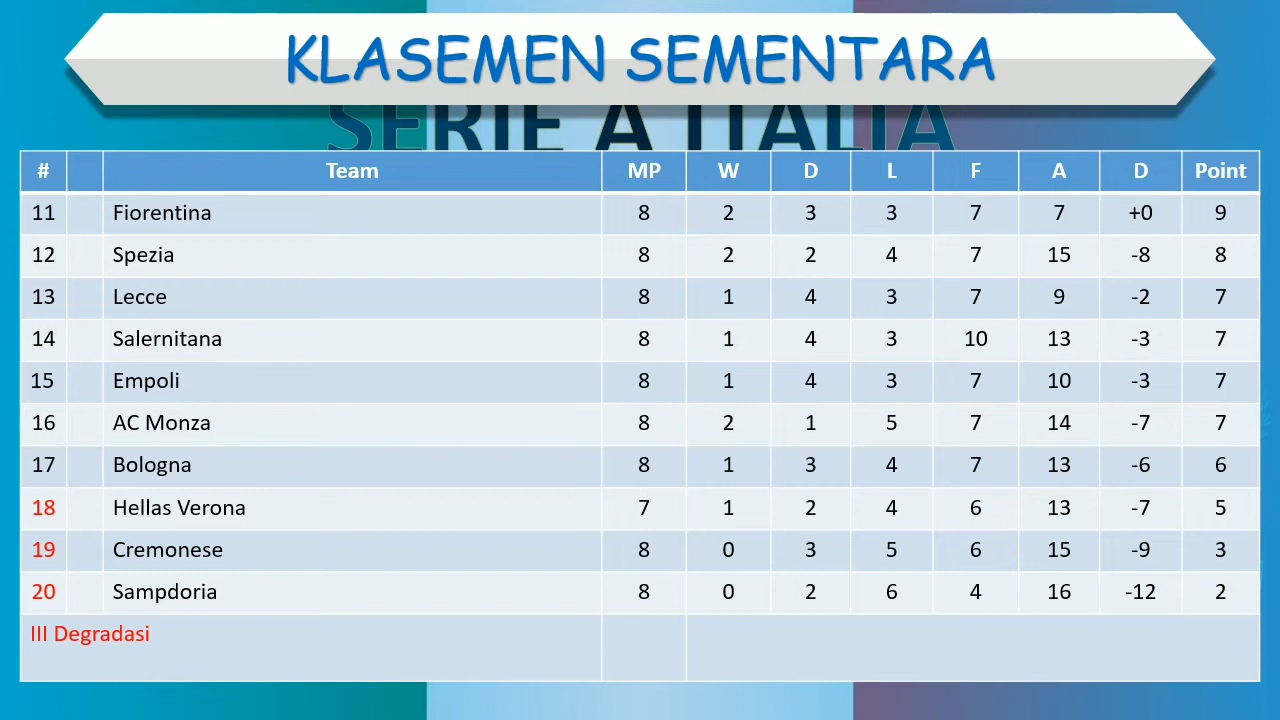 KLASEMEN SEMENTARA
SERIE A ITALIA
# Team MP W D L F A D Point
11 Fiorentina 8 2 3 3 7 7 +0 9
12 Spezia 8 2 2 4 7 15 -8 8
13 Lecce 8 1 4 3 7 9 -2 7
14 Salernitana 8 1 4 3 10 13 -3 7
15 Empoli 8 1 4 3 7 10 -3 7
16 AC Monza 8 2 1 5 7 14 -7 7
17 Bologna 8 1 3 4 7 13 -6 6
18 Hellas Verona 7 1 2 4 6 13 -7 5
19 Cremonese 8 0 3 5 6 15 -9 3
20 Sampdoria 8 0 2 6 4 16 -12 2
III Degradasi